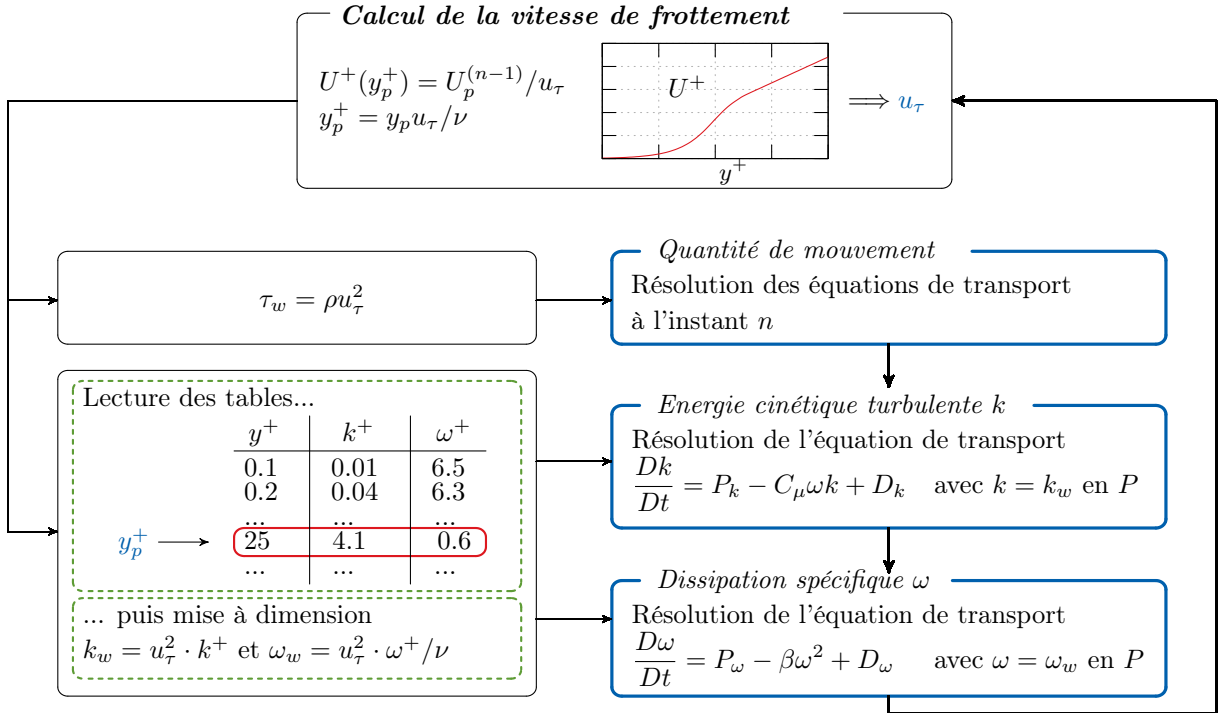 Calcul de la vitesse de frottement
U⁺(y_p⁺) = U_p^{(n−1)}/u_τ
y_p⁺ = y_p u_τ/ν
U⁺
y⁺
⟹ u_τ
τ_w = ρu_τ²
Quantité de mouvement
Résolution des équations de transport
à l'instant n
Lecture des tables...
y⁺ k⁺ ω⁺
0.1 0.01 6.5
0.2 0.04 6.3
... ... ...
y_p⁺ ⟶ 25 4.1 0.6
... ... ...
... puis mise à dimension
k_w = u_τ² · k⁺ et ω_w = u_τ² · ω⁺/ν
Energie cinétique turbulente k
Résolution de l'équation de transport
Dk/Dt = P_k − C_μωk + D_k avec k = k_w en P
Dissipation spécifique ω
Résolution de l'équation de transport
Dω/Dt = P_ω − βω² + D_ω avec ω = ω_w en P